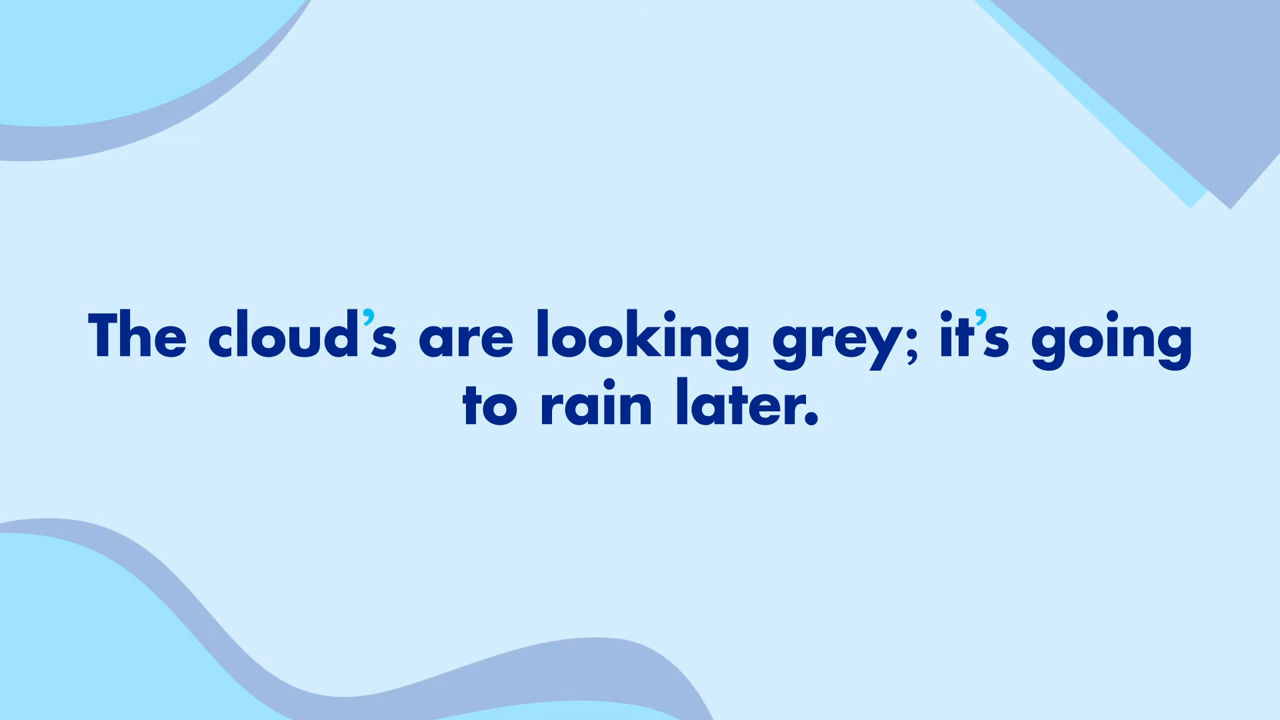 The cloud’s are looking grey; it’s going
to rain later.